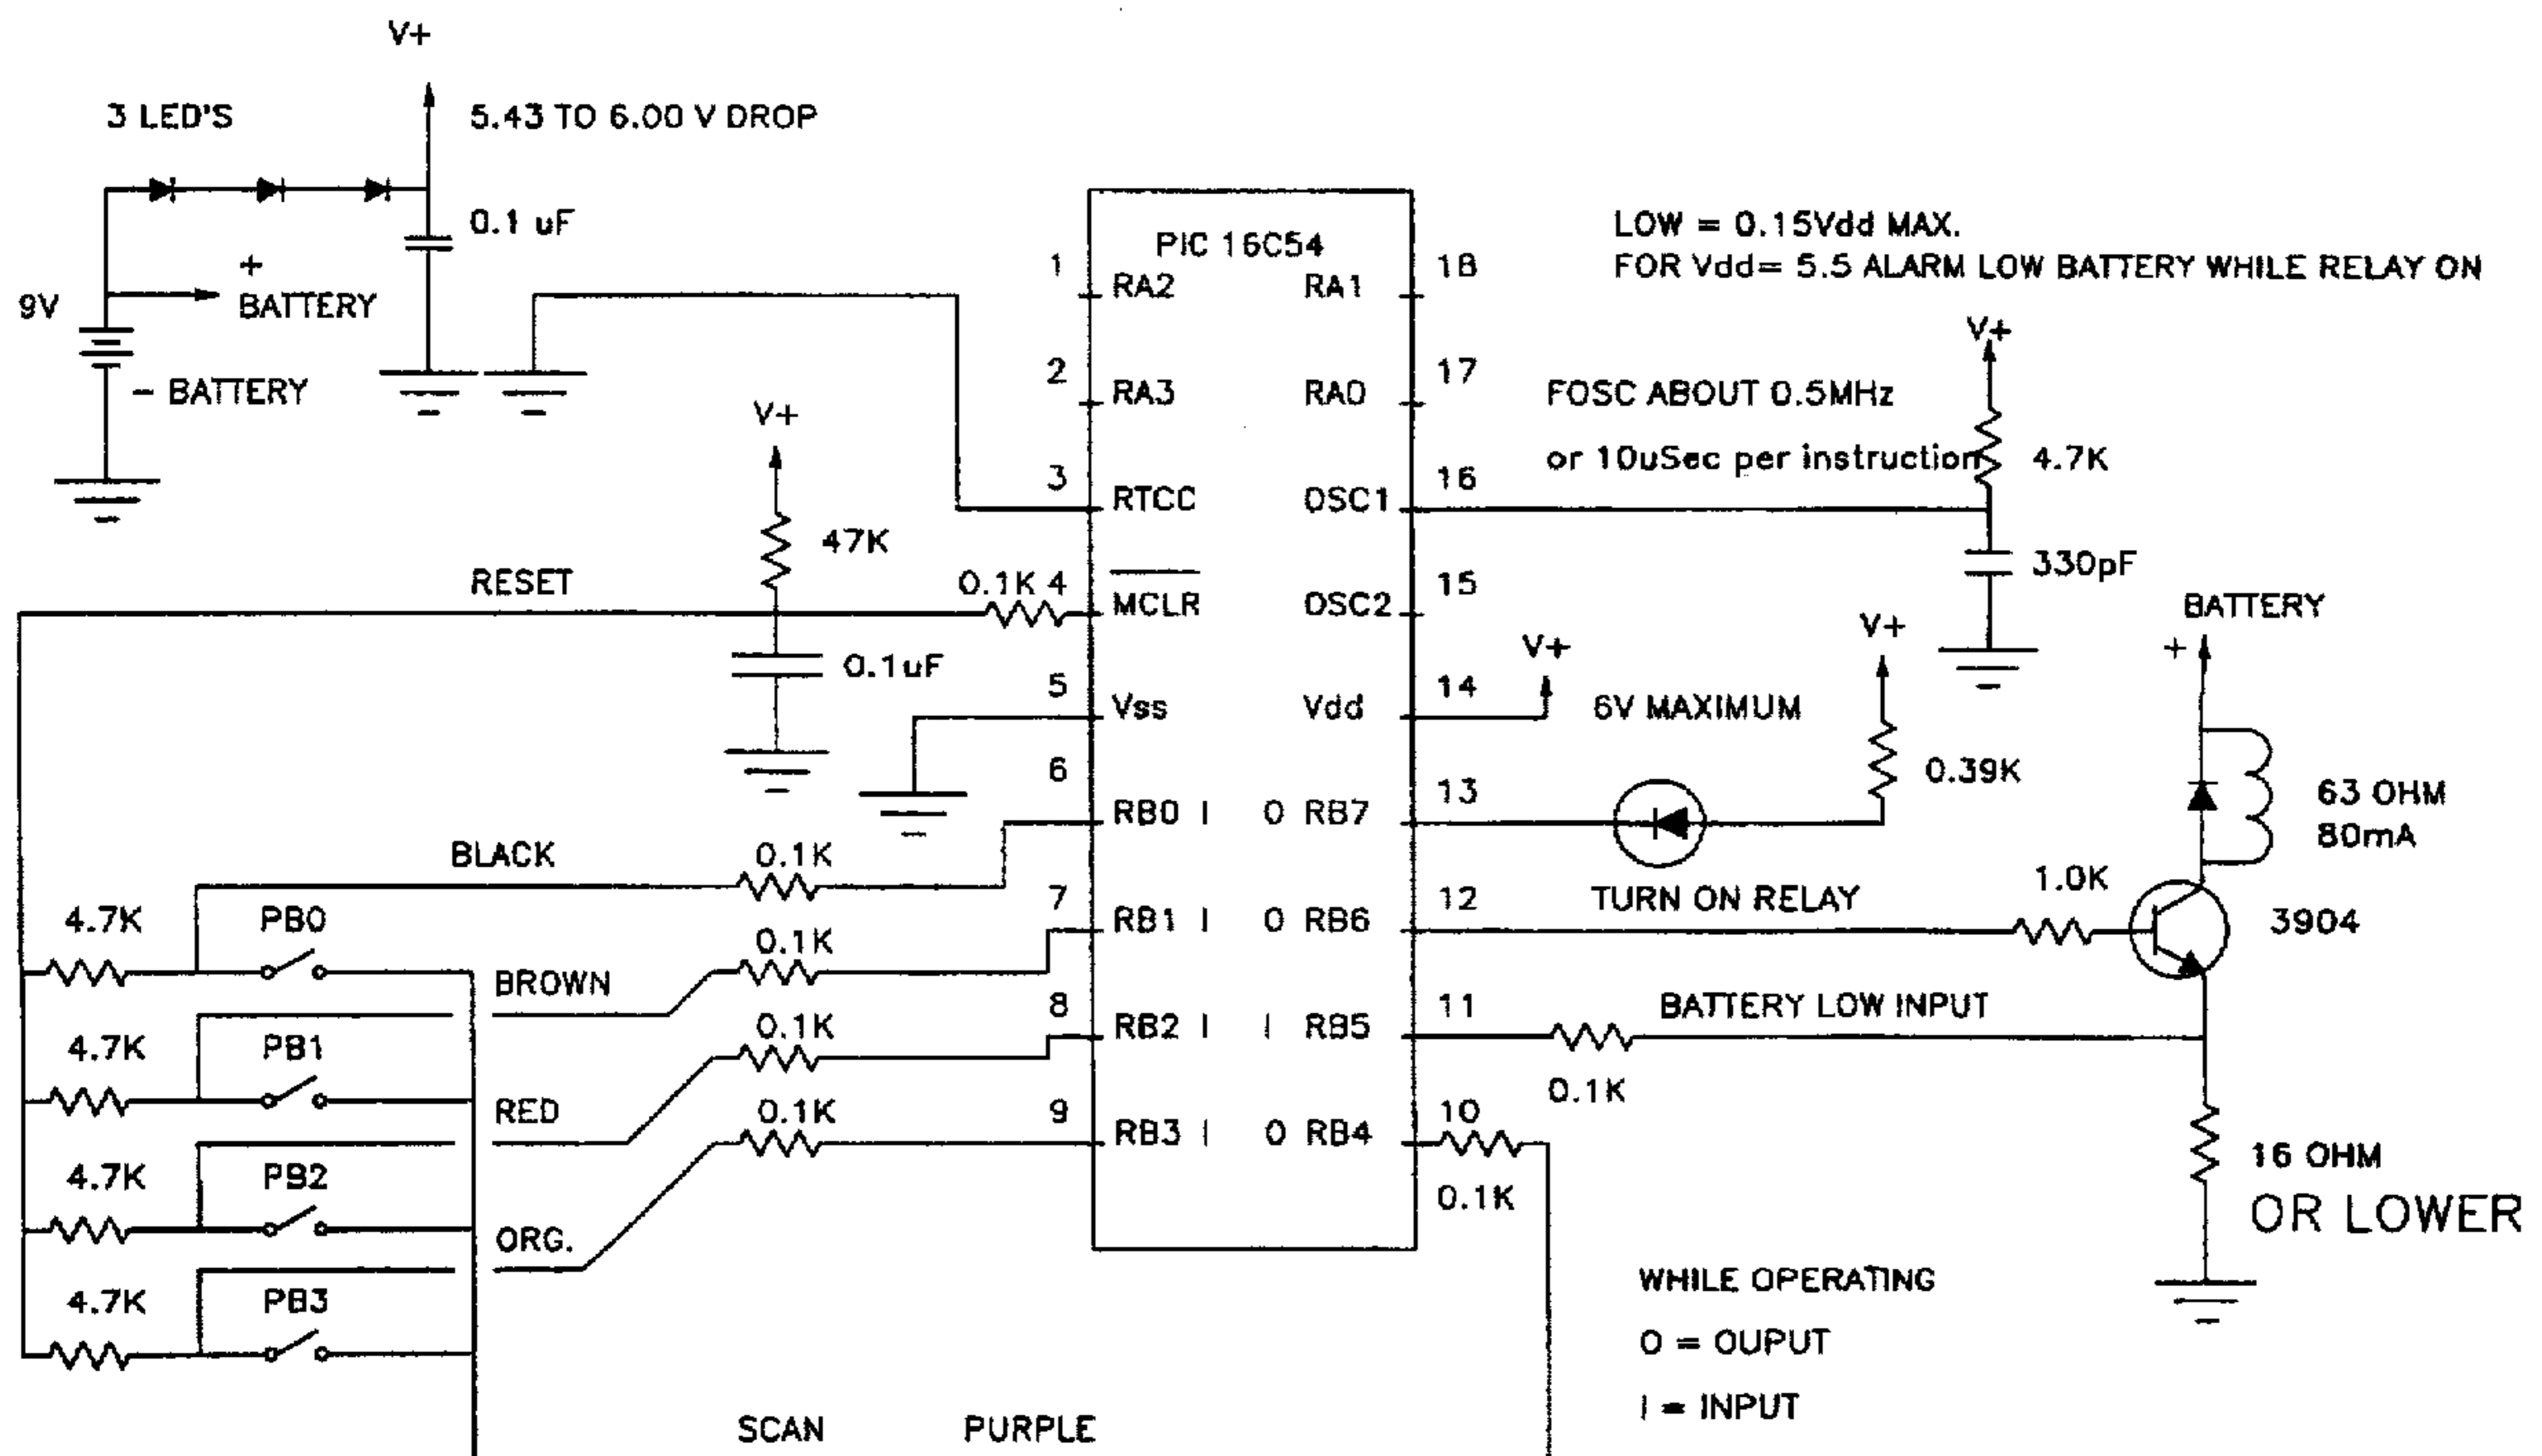 V+
3 LED'S
5.43 TO 6.00 V DROP
0.1 uF
+
BATTERY
9V
- BATTERY
V+
47K
RESET
0.1K
0.1uF
PIC 16C54
1
RA2
RA1
18
2
RA3
RA0
17
3
RTCC
OSC1
16
4
MCLR
OSC2
15
5
Vss
Vdd
14
6
RB0 I
O RB7
13
7
RB1 I
O RB6
12
8
RB2 I
I RB5
11
9
RB3 I
O RB4
10
LOW = 0.15Vdd MAX.
FOR Vdd= 5.5 ALARM LOW BATTERY WHILE RELAY ON
V+
FOSC ABOUT 0.5MHz
or 10uSec per instruction
4.7K
330pF
BATTERY
+
V+
V+
6V MAXIMUM
0.39K
63 OHM
80mA
1.0K
TURN ON RELAY
3904
BATTERY LOW INPUT
0.1K
0.1K
16 OHM
OR LOWER
BLACK
0.1K
4.7K
PB0
BROWN
0.1K
4.7K
PB1
RED
0.1K
4.7K
PB2
ORG.
0.1K
4.7K
PB3
WHILE OPERATING
O = OUPUT
I = INPUT
SCAN
PURPLE